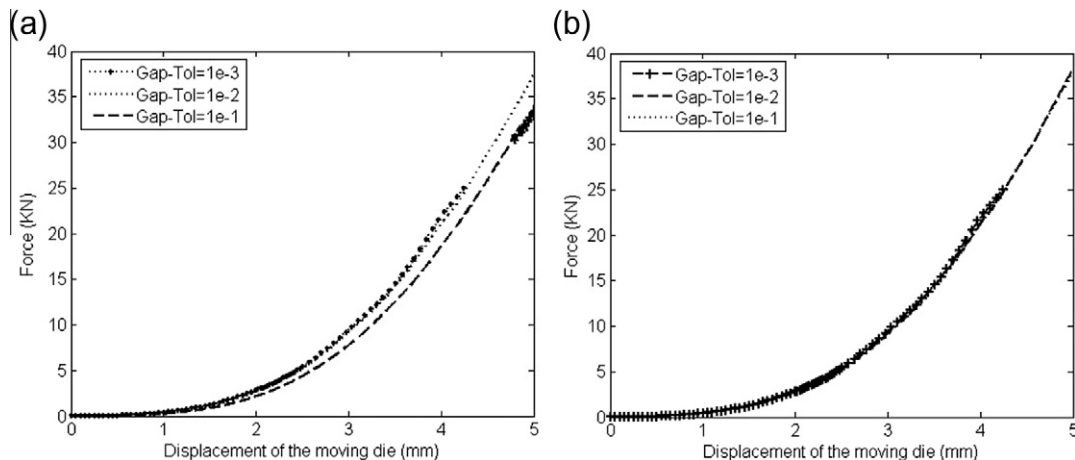 (a)
40
35
30
25
20
15
10
5
0
Force (KN)
Gap-Tol=1e-3
Gap-Tol=1e-2
Gap-Tol=1e-1
0 1 2 3 4 5
Displacement of the moving die (mm)
(b)
40
35
30
25
20
15
10
5
0
Force (KN)
Gap-Tol=1e-3
Gap-Tol=1e-2
Gap-Tol=1e-1
0 1 2 3 4 5
Displacement of the moving die (mm)